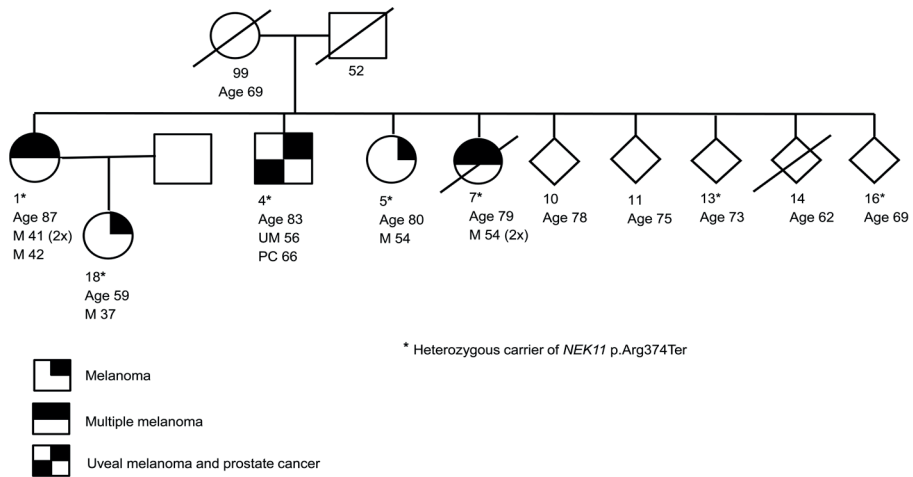 99
Age 69
52
1*
Age 87
M 41 (2x)
M 42
4*
Age 83
UM 56
PC 66
5*
Age 80
M 54
7*
Age 79
M 54 (2x)
10
Age 78
11
Age 75
13*
Age 73
14
Age 62
16*
Age 69
18*
Age 59
M 37
* Heterozygous carrier of NEK11 p.Arg374Ter
Melanoma
Multiple melanoma
Uveal melanoma and prostate cancer